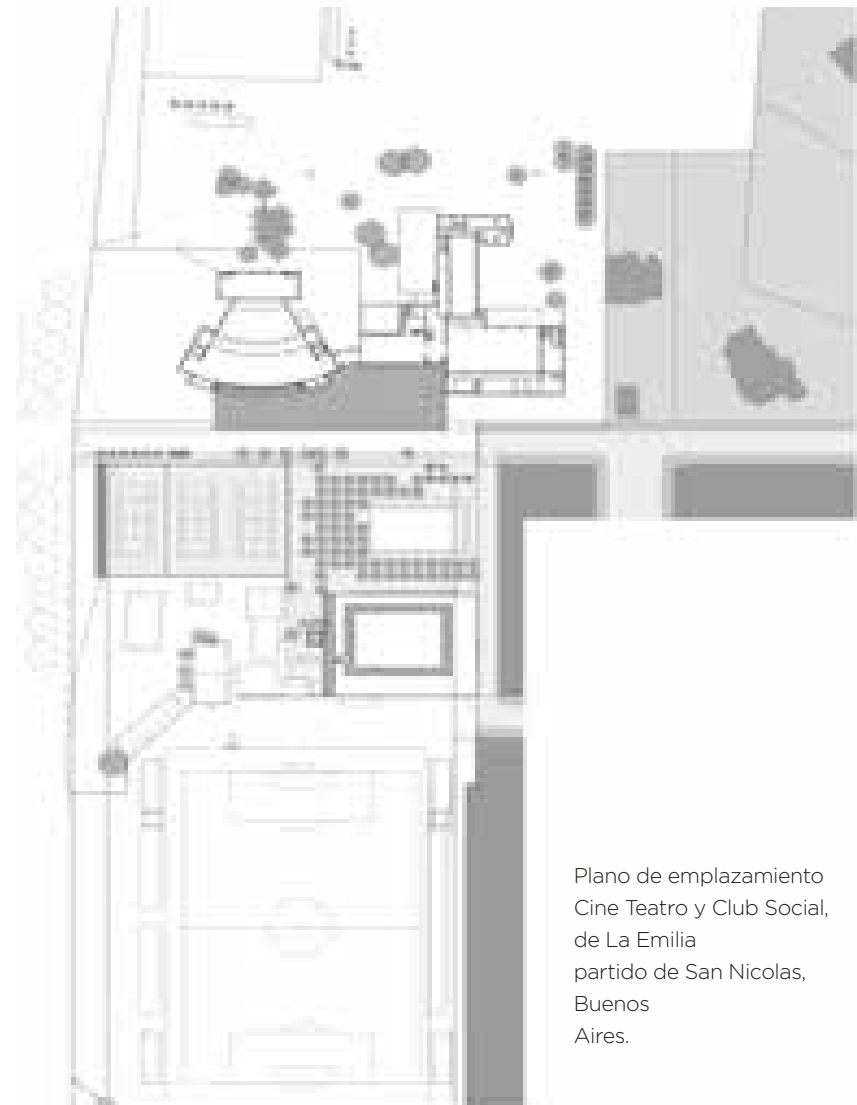 Plano de emplazamiento
Cine Teatro y Club Social,
de La Emilia
partido de San Nicolas,
Buenos
Aires.